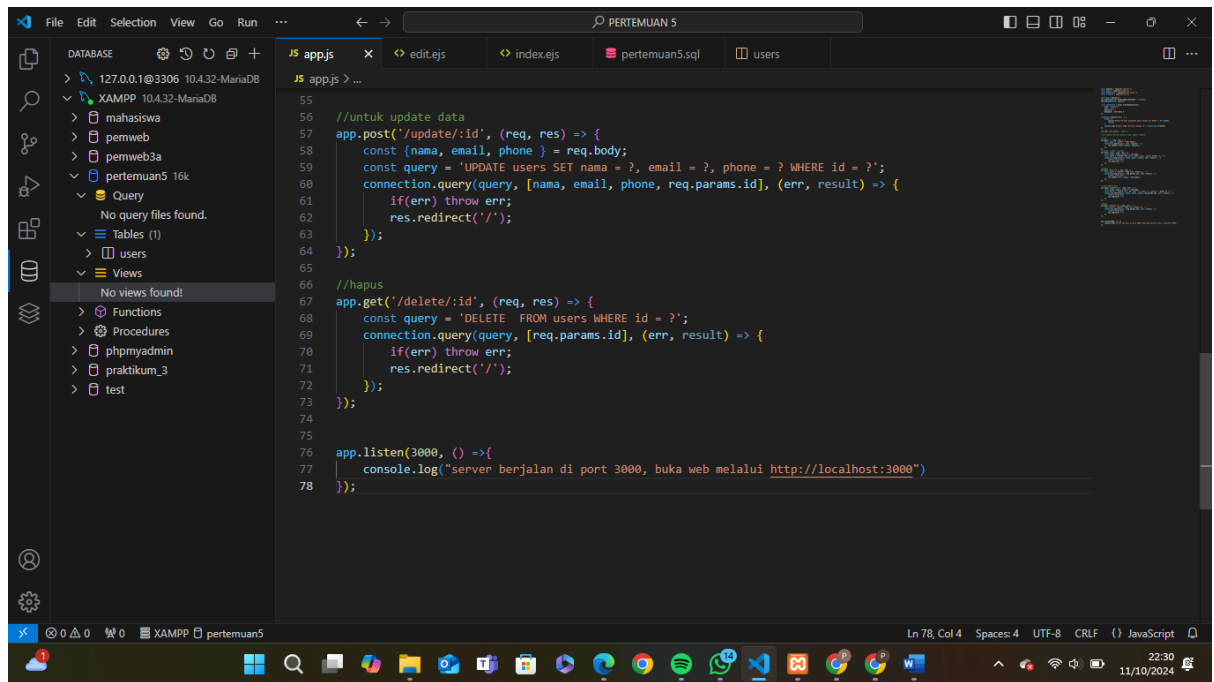 File Edit Selection View Go Run ··· ← → PERTEMUAN 5
DATABASE
127.0.0.1@3306 10.4.32-MariaDB
XAMPP 10.4.32-MariaDB
mahasiswa
pemweb
pemweb3a
pertemuan5 16k
Query
No query files found.
Tables (1)
users
Views
No views found!
Functions
Procedures
phpmyadmin
praktikum_3
test
JS app.js × <> edit.ejs <> index.ejs pertemuan5.sql users
JS app.js > ...
55
56 //untuk update data
57 app.post('/update/:id', (req, res) => {
58     const {nama, email, phone } = req.body;
59     const query = 'UPDATE users SET nama = ?, email = ?, phone = ? WHERE id = ?';
60     connection.query(query, [nama, email, phone, req.params.id], (err, result) => {
61         if(err) throw err;
62         res.redirect('/');
63     });
64 });
65
66 //hapus
67 app.get('/delete/:id', (req, res) => {
68     const query = 'DELETE  FROM users WHERE id = ?';
69     connection.query(query, [req.params.id], (err, result) => {
70         if(err) throw err;
71         res.redirect('/');
72     });
73 });
74
75
76 app.listen(3000, () =>{
77     console.log("server berjalan di port 3000, buka web melalui http://localhost:3000")
78 });
0 0 0 XAMPP pertemuan5 Ln 78, Col 4 Spaces: 4 UTF-8 CRLF {} JavaScript
1 14 22:30
11/10/2024